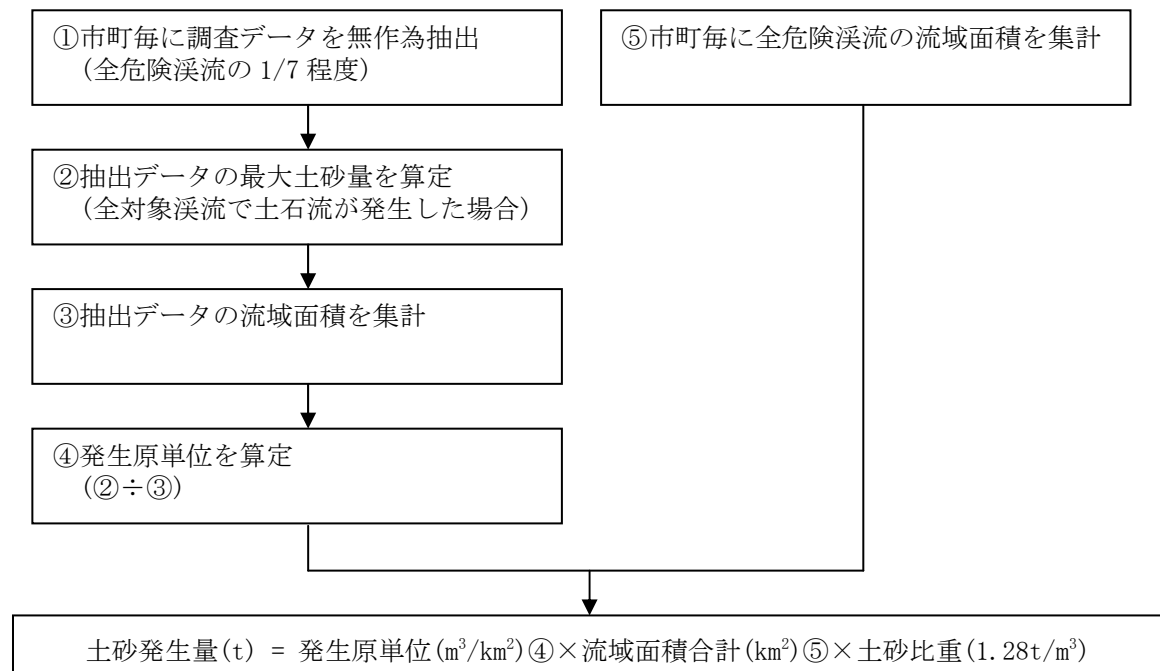 ①市町毎に調査データを無作為抽出
(全危険渓流の 1/7 程度)
②抽出データの最大土砂量を算定
(全対象渓流で土石流が発生した場合)
③抽出データの流域面積を集計
④発生原単位を算定
(②÷③)
⑤市町毎に全危険渓流の流域面積を集計
土砂発生量(t) = 発生原単位(m³/km²)④×流域面積合計(km²)⑤×土砂比重(1.28t/m³)